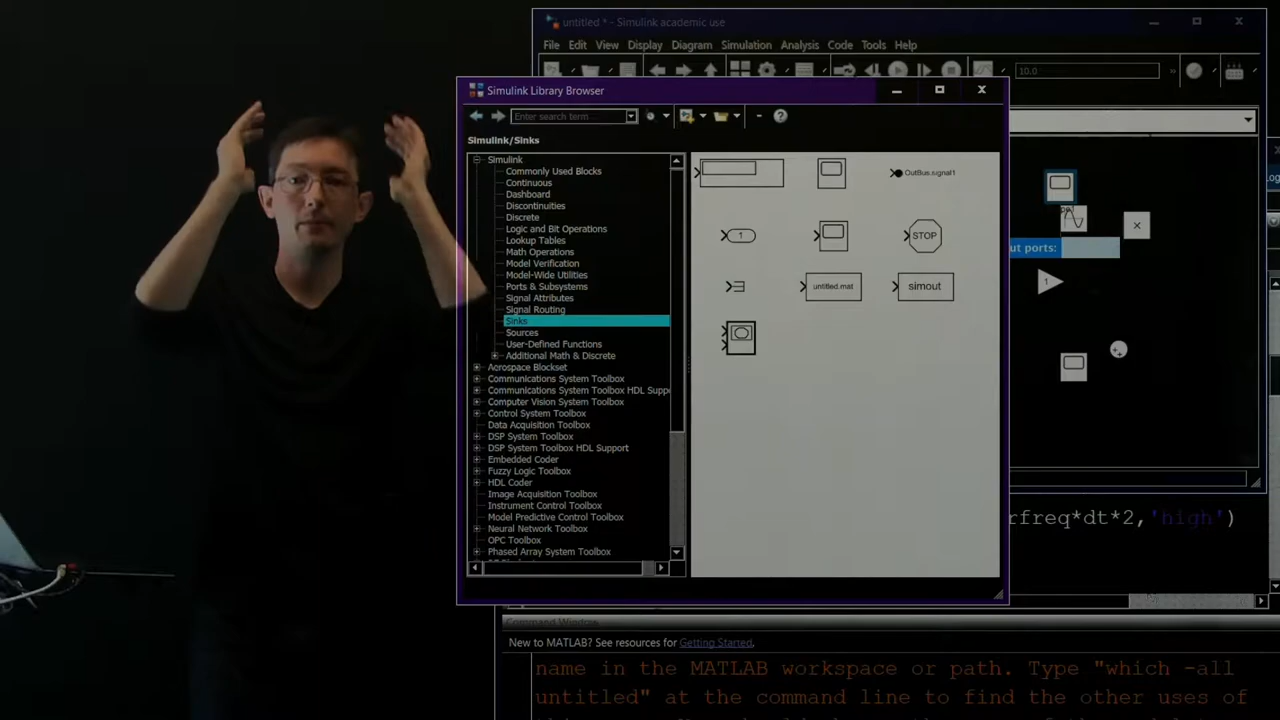 untitled * - Simulink academic use
File Edit View Display Diagram Simulation Analysis Code Tools Help
10.0
Simulink Library Browser
Enter search term
Simulink/Sinks
Simulink
Commonly Used Blocks
Continuous
Dashboard
Discontinuities
Discrete
Logic and Bit Operations
Lookup Tables
Math Operations
Model Verification
Model-Wide Utilities
Ports & Subsystems
Signal Attributes
Signal Routing
Sinks
Sources
User-Defined Functions
Additional Math & Discrete
Aerospace Blockset
Communications System Toolbox
Communications System Toolbox HDL Supp
Computer Vision System Toolbox
Control System Toolbox
Data Acquisition Toolbox
DSP System Toolbox
DSP System Toolbox HDL Support
Embedded Coder
Fuzzy Logic Toolbox
HDL Coder
Image Acquisition Toolbox
Instrument Control Toolbox
Model Predictive Control Toolbox
Neural Network Toolbox
OPC Toolbox
Phased Array System Toolbox
OutBus.signal1
1
STOP
untitled.mat
simout
ut ports:
1
Log
rfreq*dt*2,'high')
Command Window
New to MATLAB? See resources for Getting Started.
name in the MATLAB workspace or path. Type "which -all
untitled" at the command line to find the other uses of